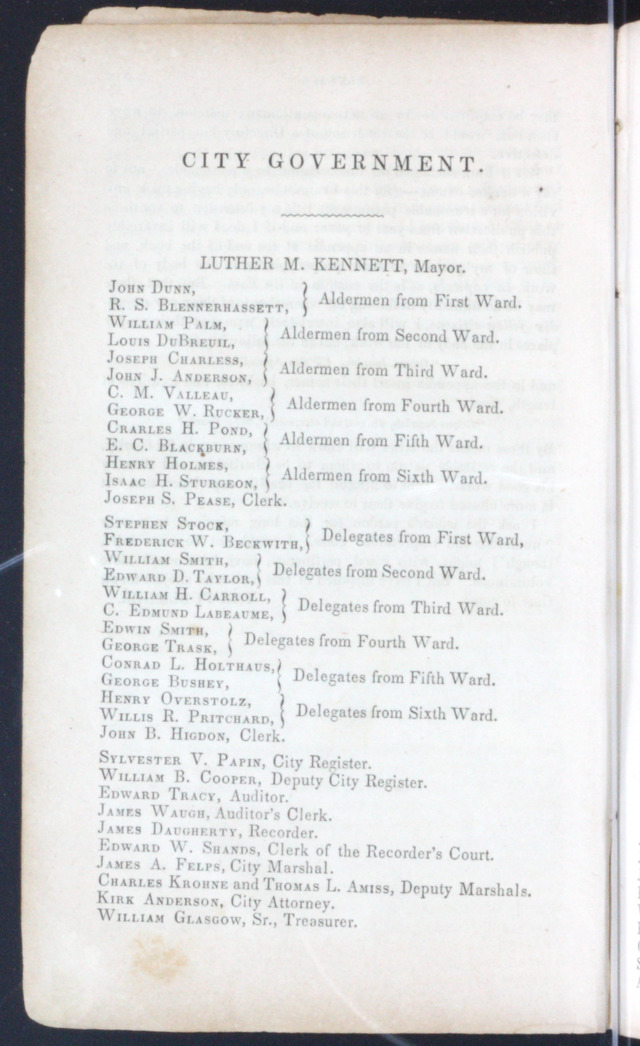 CITY GOVERNMENT.
LUTHER M. KENNETT, Mayor.
JOHN DUNN,
R. S. BLENNERHASSETT, } Aldermen from First Ward.
WILLIAM PALM,
LOUIS DUBREUIL, } Aldermen from Second Ward.
JOSEPH CHARLESS,
JOHN J. ANDERSON, } Aldermen from Third Ward.
C. M. VALLEAU,
GEORGE W. RUCKER, } Aldermen from Fourth Ward.
CRARLES H. POND,
E. C. BLACKBURN, } Aldermen from Fifth Ward.
HENRY HOLMES,
ISAAC H. STURGEON, } Aldermen from Sixth Ward.
JOSEPH S. PEASE, Clerk.
STEPHEN STOCK,
FREDERICK W. BECKWITH, } Delegates from First Ward,
WILLIAM SMITH,
EDWARD D. TAYLOR, } Delegates from Second Ward.
WILLIAM H. CARROLL,
C. EDMUND LABEAUME, } Delegates from Third Ward.
EDWIN SMITH,
GEORGE TRASK, } Delegates from Fourth Ward.
CONRAD L. HOLTHAUS,
GEORGE BUSHEY, } Delegates from Fifth Ward.
HENRY OVERSTOLZ,
WILLIS R. PRITCHARD, } Delegates from Sixth Ward.
JOHN B. HIGDON, Clerk.
SYLVESTER V. PAPIN, City Register.
WILLIAM B. COOPER, Deputy City Register.
EDWARD TRACY, Auditor.
JAMES WAUGH, Auditor's Clerk.
JAMES DAUGHERTY, Recorder.
EDWARD W. SHANDS, Clerk of the Recorder's Court.
JAMES A. FELPS, City Marshal.
CHARLES KROHNE and THOMAS L. AMISS, Deputy Marshals.
KIRK ANDERSON, City Attorney.
WILLIAM GLASGOW, Sr., Treasurer.